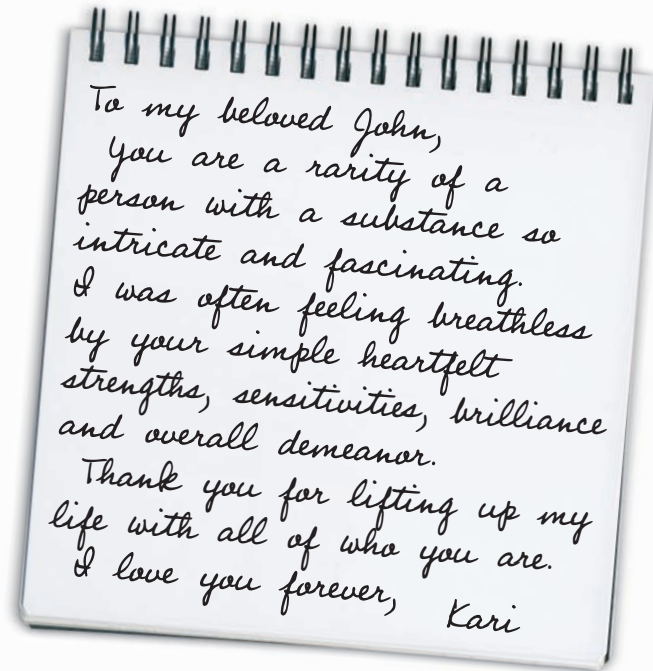 To my beloved John,
You are a rarity of a
person with a substance so
intricate and fascinating.
I was often feeling breathless
by your simple heartfelt
strengths, sensitivities, brilliance
and overall demeanor.
Thank you for lifting up my
life with all of who you are.
I love you forever, Kari